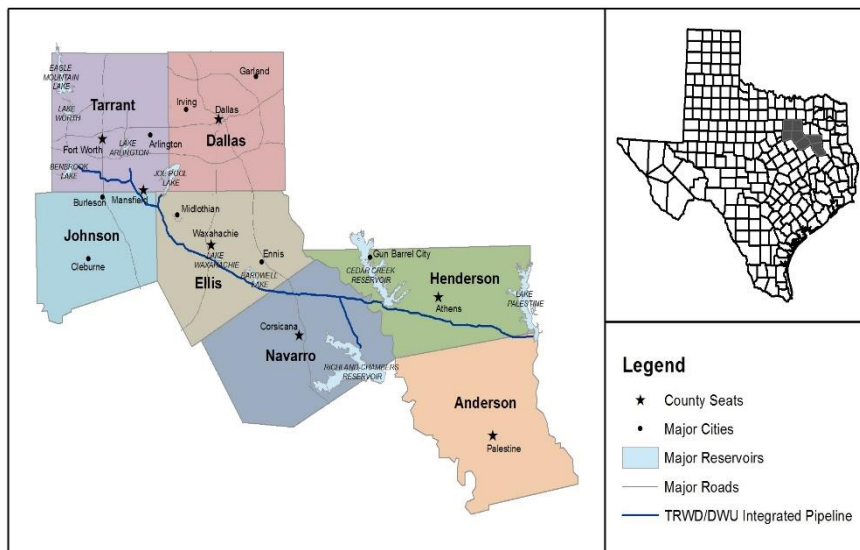 EAGLE
MOUNTAIN
LAKE
Garland
Tarrant
Irving
Dallas
LAKE
WORTH
Fort Worth
LAKE
ARLINGTON
Arlington
Dallas
BENBROOK
LAKE
JOE POOL
LAKE
Burleson
Mansfield
Midlothian
Johnson
Waxahachie
Cleburne
LAKE
WAXAHACHIE
Ennis
Ellis
BARDWELL
LAKE
Gun Barrel City
CEDAR CREEK
RESERVOIR
Henderson
Athens
LAKE
PALESTINE
Corsicana
Navarro
RICHLAND-CHAMBERS
RESERVOIR
Anderson
Palestine
Legend
County Seats
Major Cities
Major Reservoirs
Major Roads
TRWD/DWU Integrated Pipeline